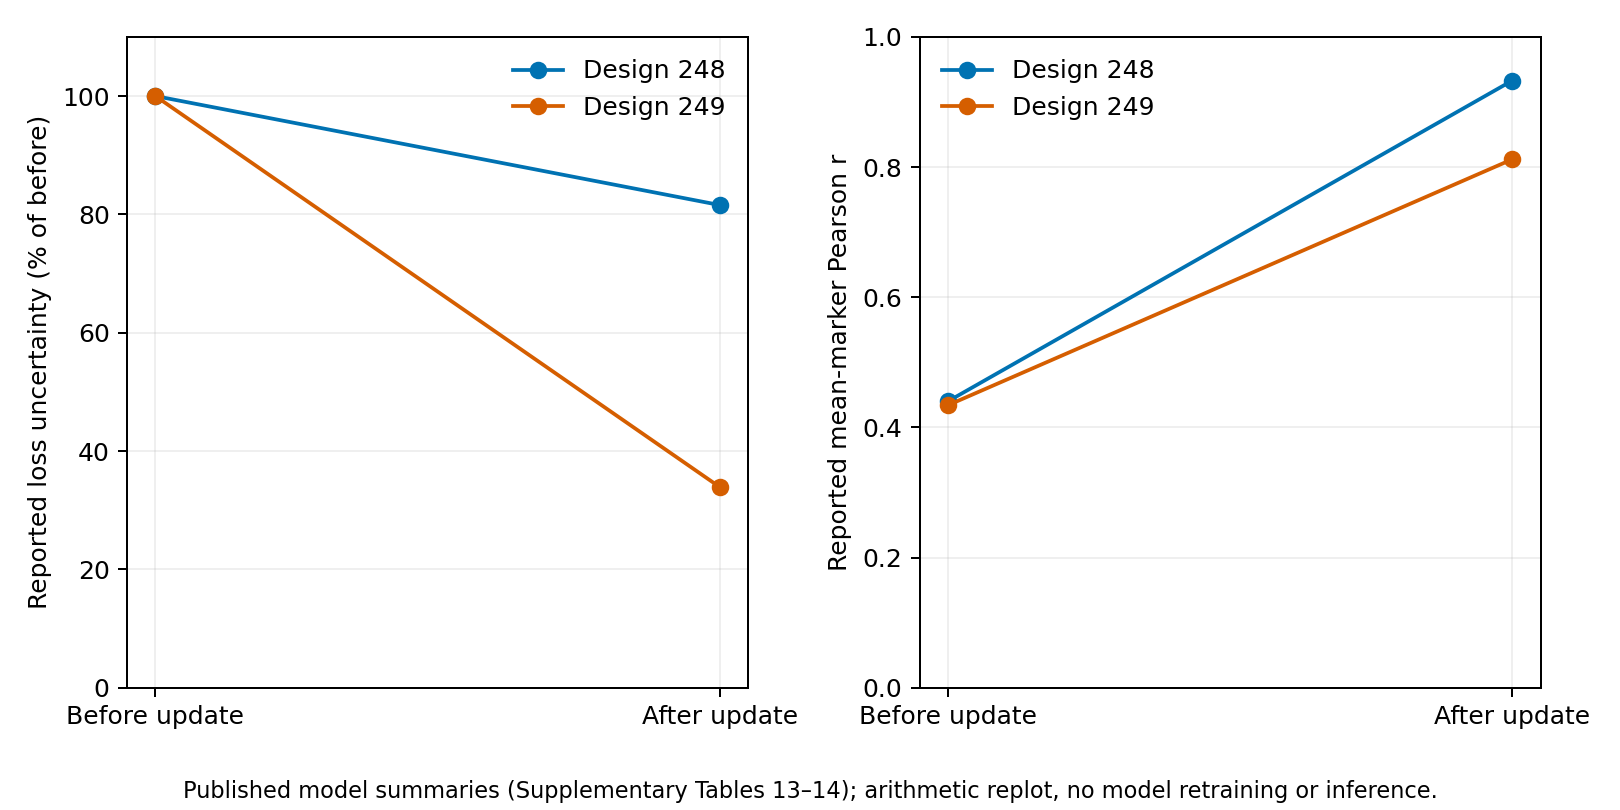 Reported loss uncertainty (% of before)
100
80
60
40
20
0
Before update
After update
Design 248
Design 249
Reported mean-marker Pearson r
1.0
0.8
0.6
0.4
0.2
0.0
Before update
After update
Design 248
Design 249
Published model summaries (Supplementary Tables 13–14); arithmetic replot, no model retraining or inference.